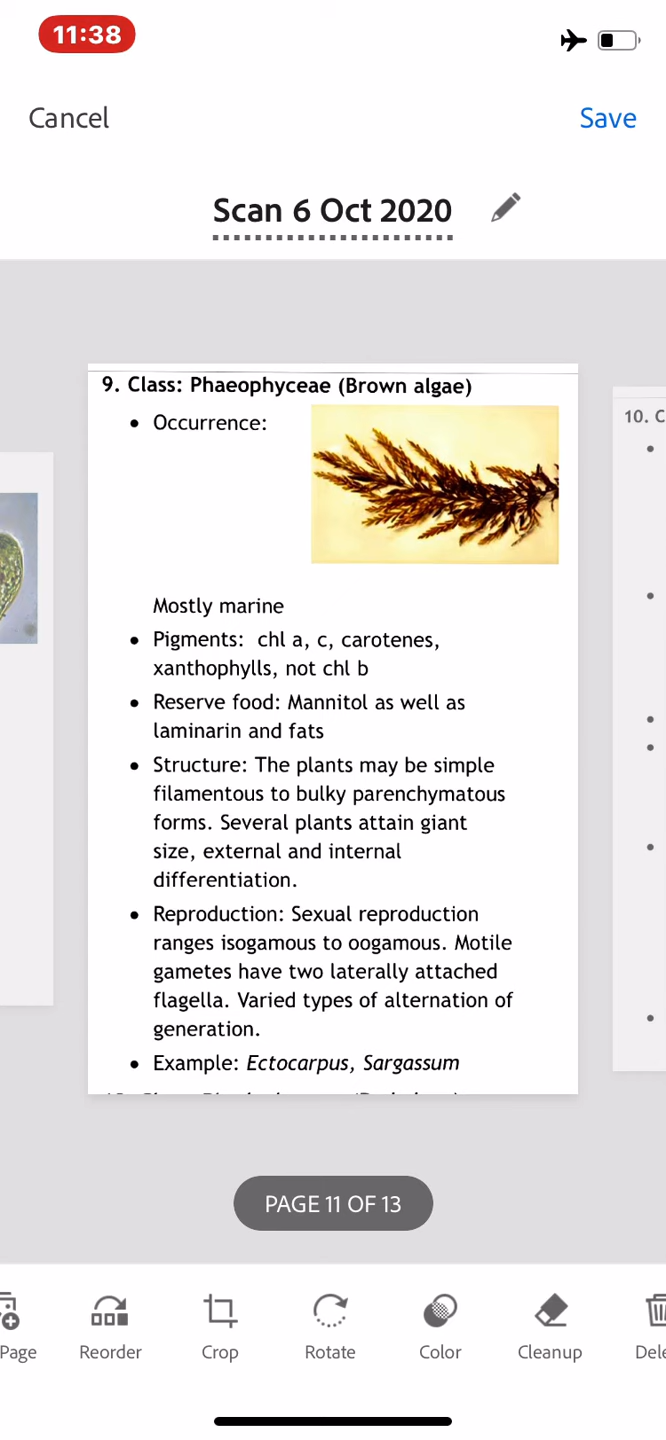 11:38
Cancel
Save
Scan 6 Oct 2020
9. Class: Phaeophyceae (Brown algae)
10. C
• Occurrence:
Mostly marine
• Pigments: chl a, c, carotenes,
xanthophylls, not chl b
• Reserve food: Mannitol as well as
laminarin and fats
• Structure: The plants may be simple
filamentous to bulky parenchymatous
forms. Several plants attain giant
size, external and internal
differentiation.
• Reproduction: Sexual reproduction
ranges isogamous to oogamous. Motile
gametes have two laterally attached
flagella. Varied types of alternation of
generation.
• Example: Ectocarpus, Sargassum
PAGE 11 OF 13
Page
Reorder
Crop
Rotate
Color
Cleanup
Dele